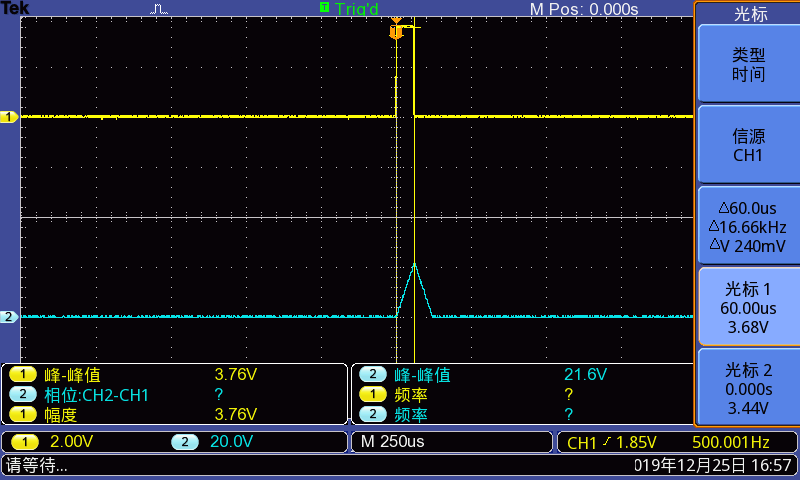 Tek T Trig'd M Pos: 0.000s
光标
类型
时间
信源
CH1
△60.0us
△16.66kHz
△V 240mV
光标 1
60.00us
3.68V
光标 2
0.000s
3.44V
T
1
2
1 峰-峰值 3.76V 2 峰-峰值 21.6V
2 相位:CH2-CH1 ? 1 频率 ?
1 幅度 3.76V 2 频率 ?
1 2.00V 2 20.0V M 250us CH1 1.85V 500.001Hz
请等待... 019年12月25日 16:57